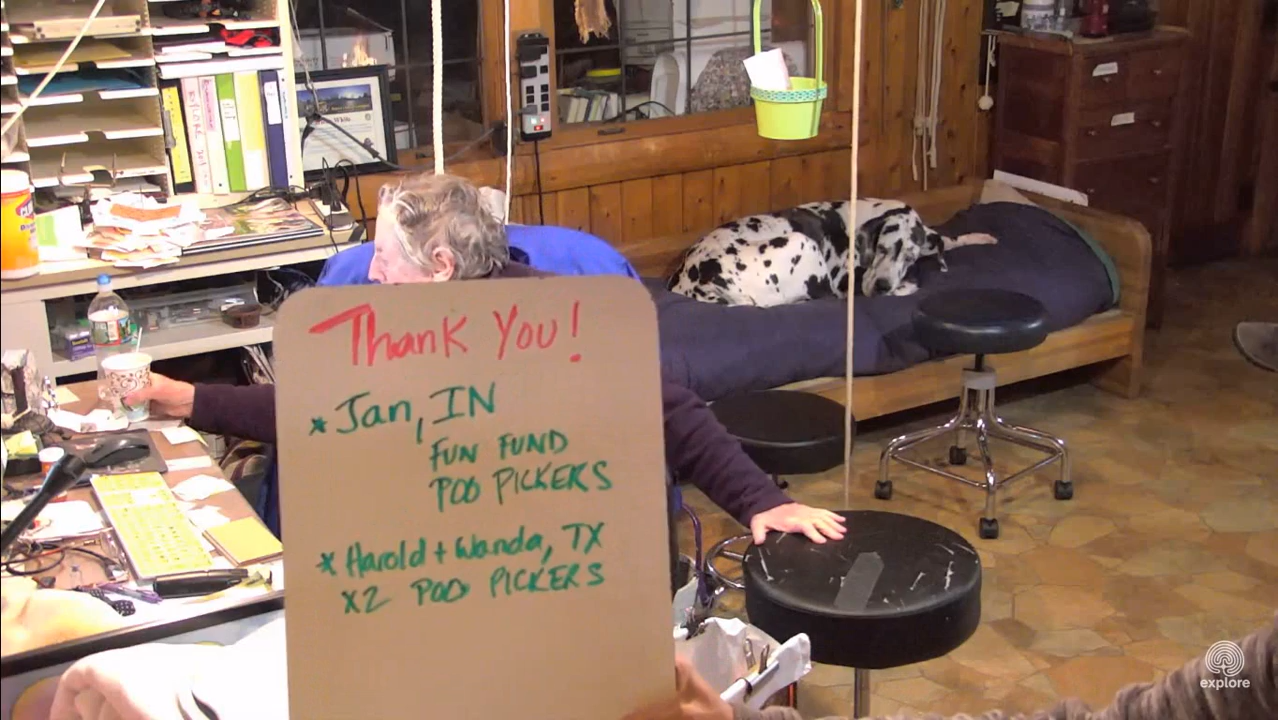 Thank You!
* Jan, IN
FUN FUND
POO PICKERS
* Harold + Wanda, TX
x2 POO PICKERS
explore